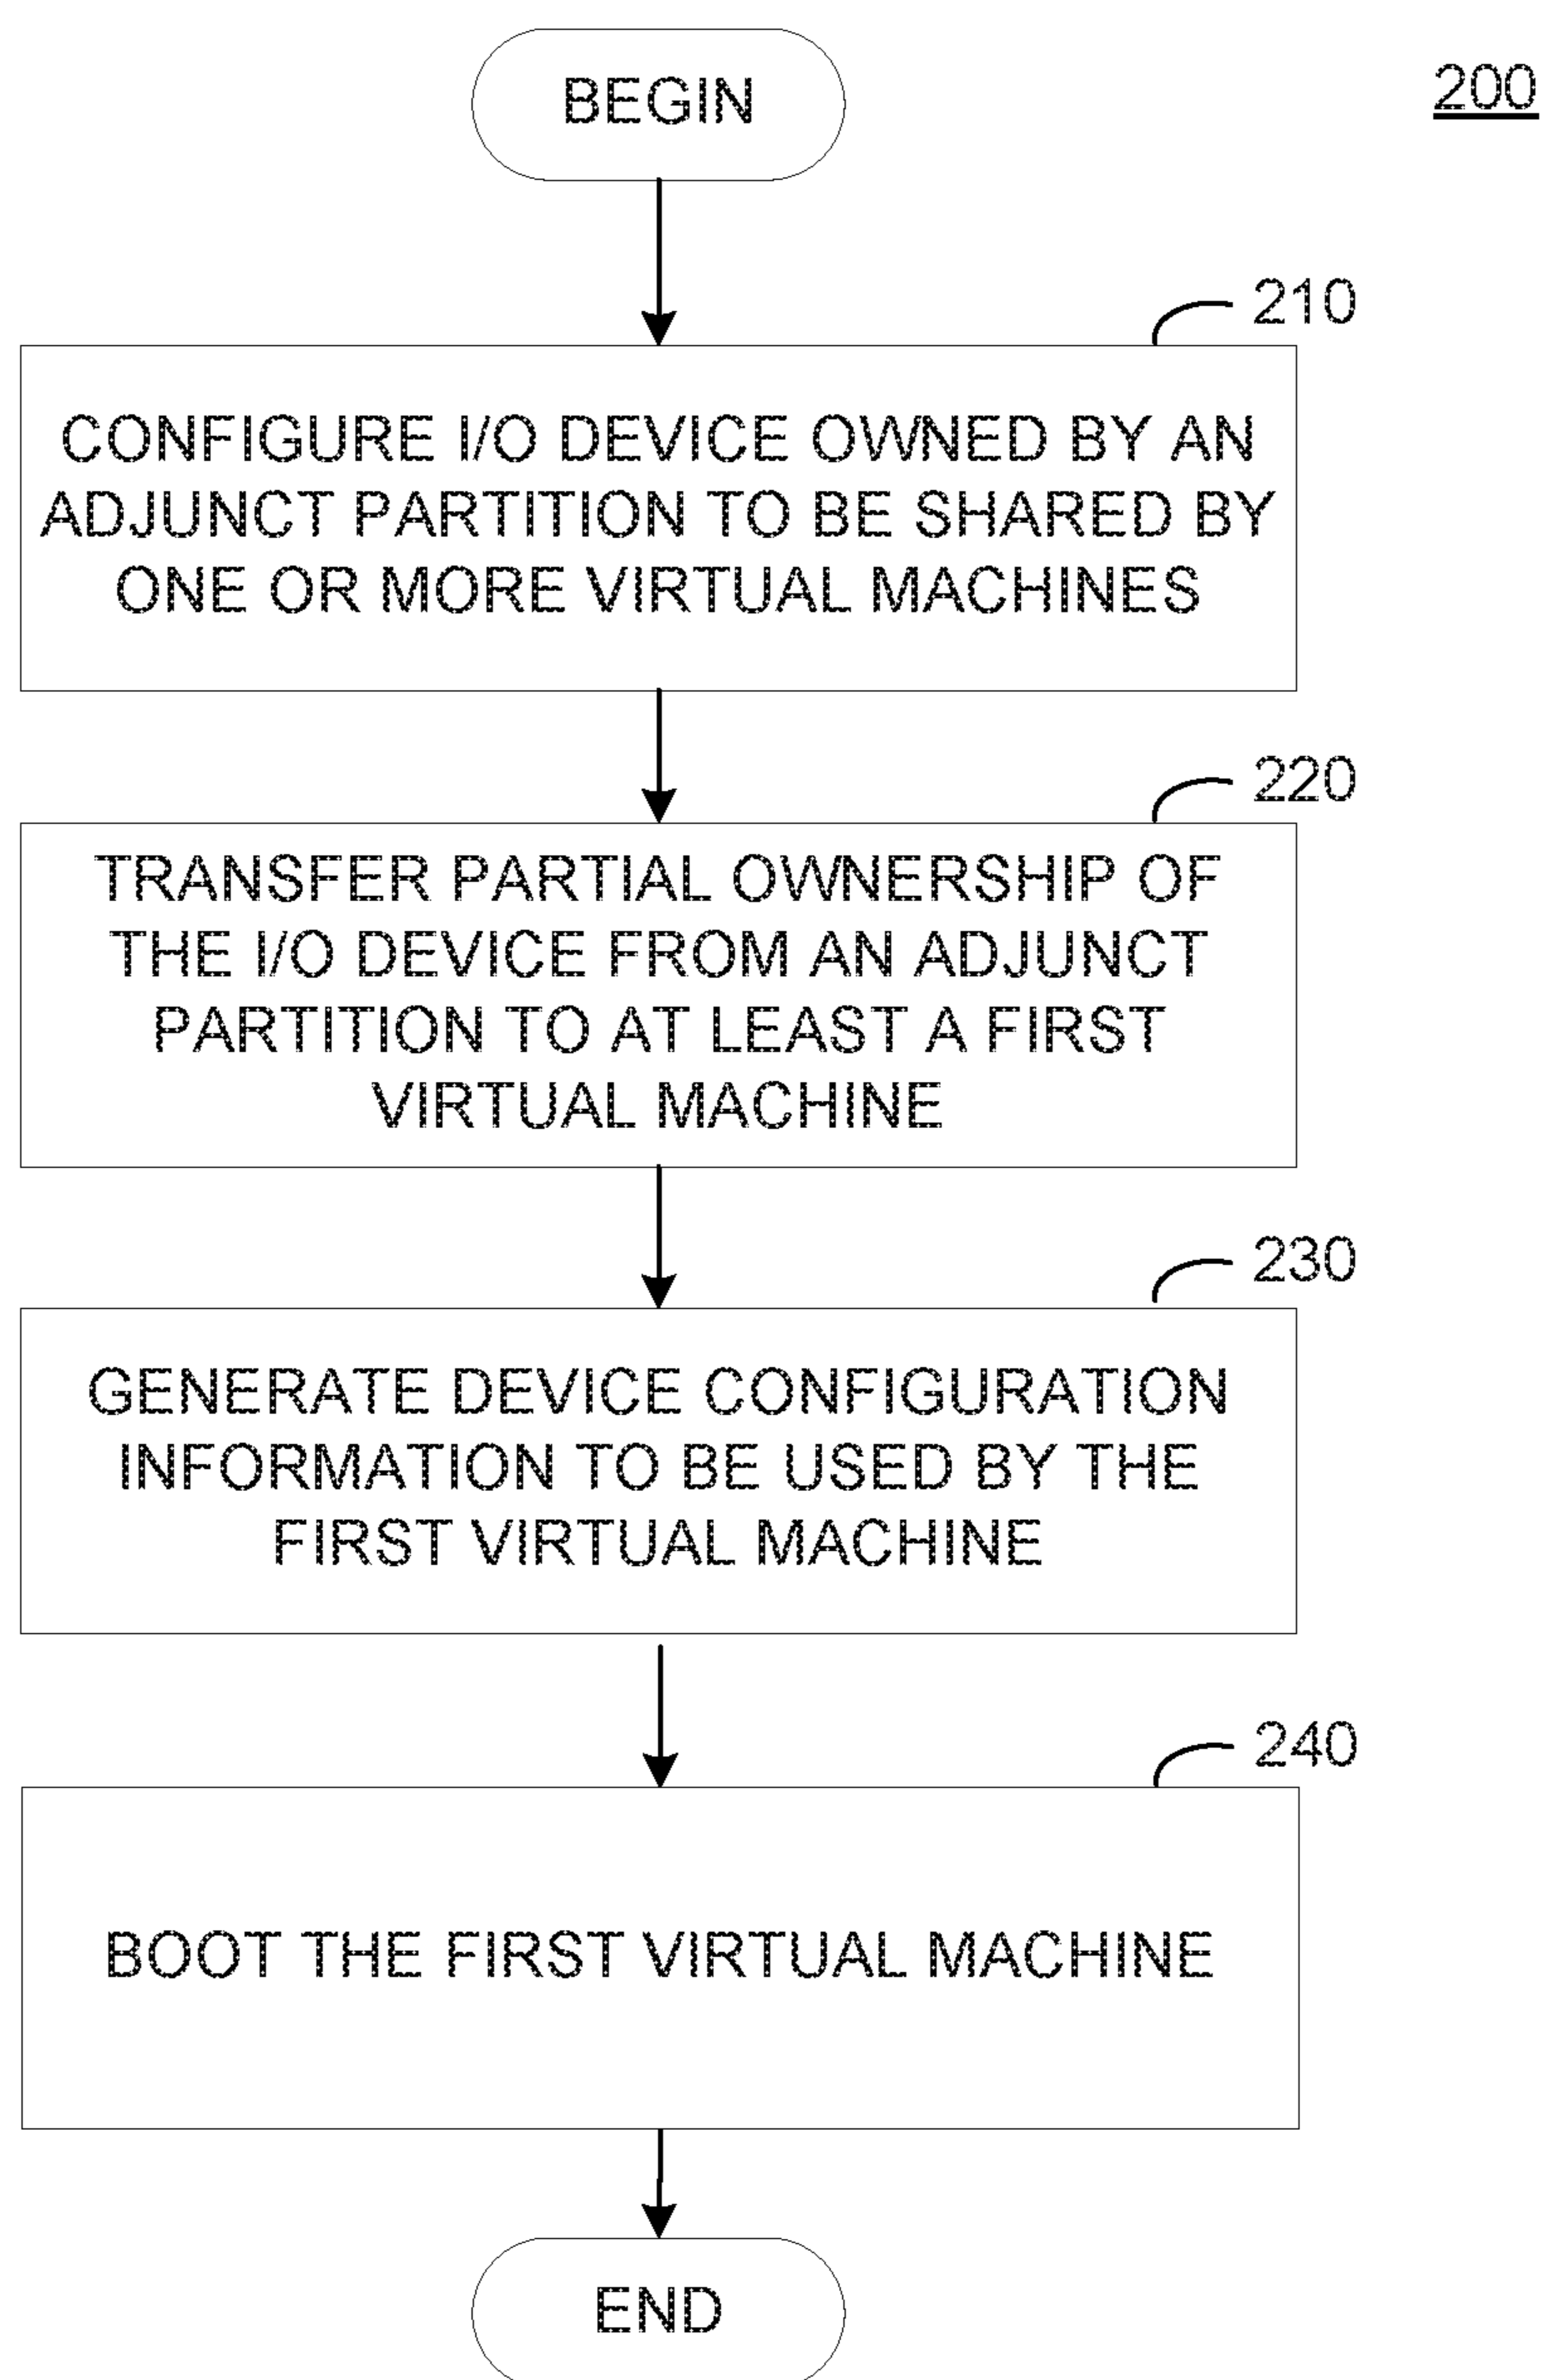 BEGIN
200
210
CONFIGURE I/O DEVICE OWNED BY AN
ADJUNCT PARTITION TO BE SHARED BY
ONE OR MORE VIRTUAL MACHINES
220
TRANSFER PARTIAL OWNERSHIP OF
THE I/O DEVICE FROM AN ADJUNCT
PARTITION TO AT LEAST A FIRST
VIRTUAL MACHINE
230
GENERATE DEVICE CONFIGURATION
INFORMATION TO BE USED BY THE
FIRST VIRTUAL MACHINE
240
BOOT THE FIRST VIRTUAL MACHINE
END